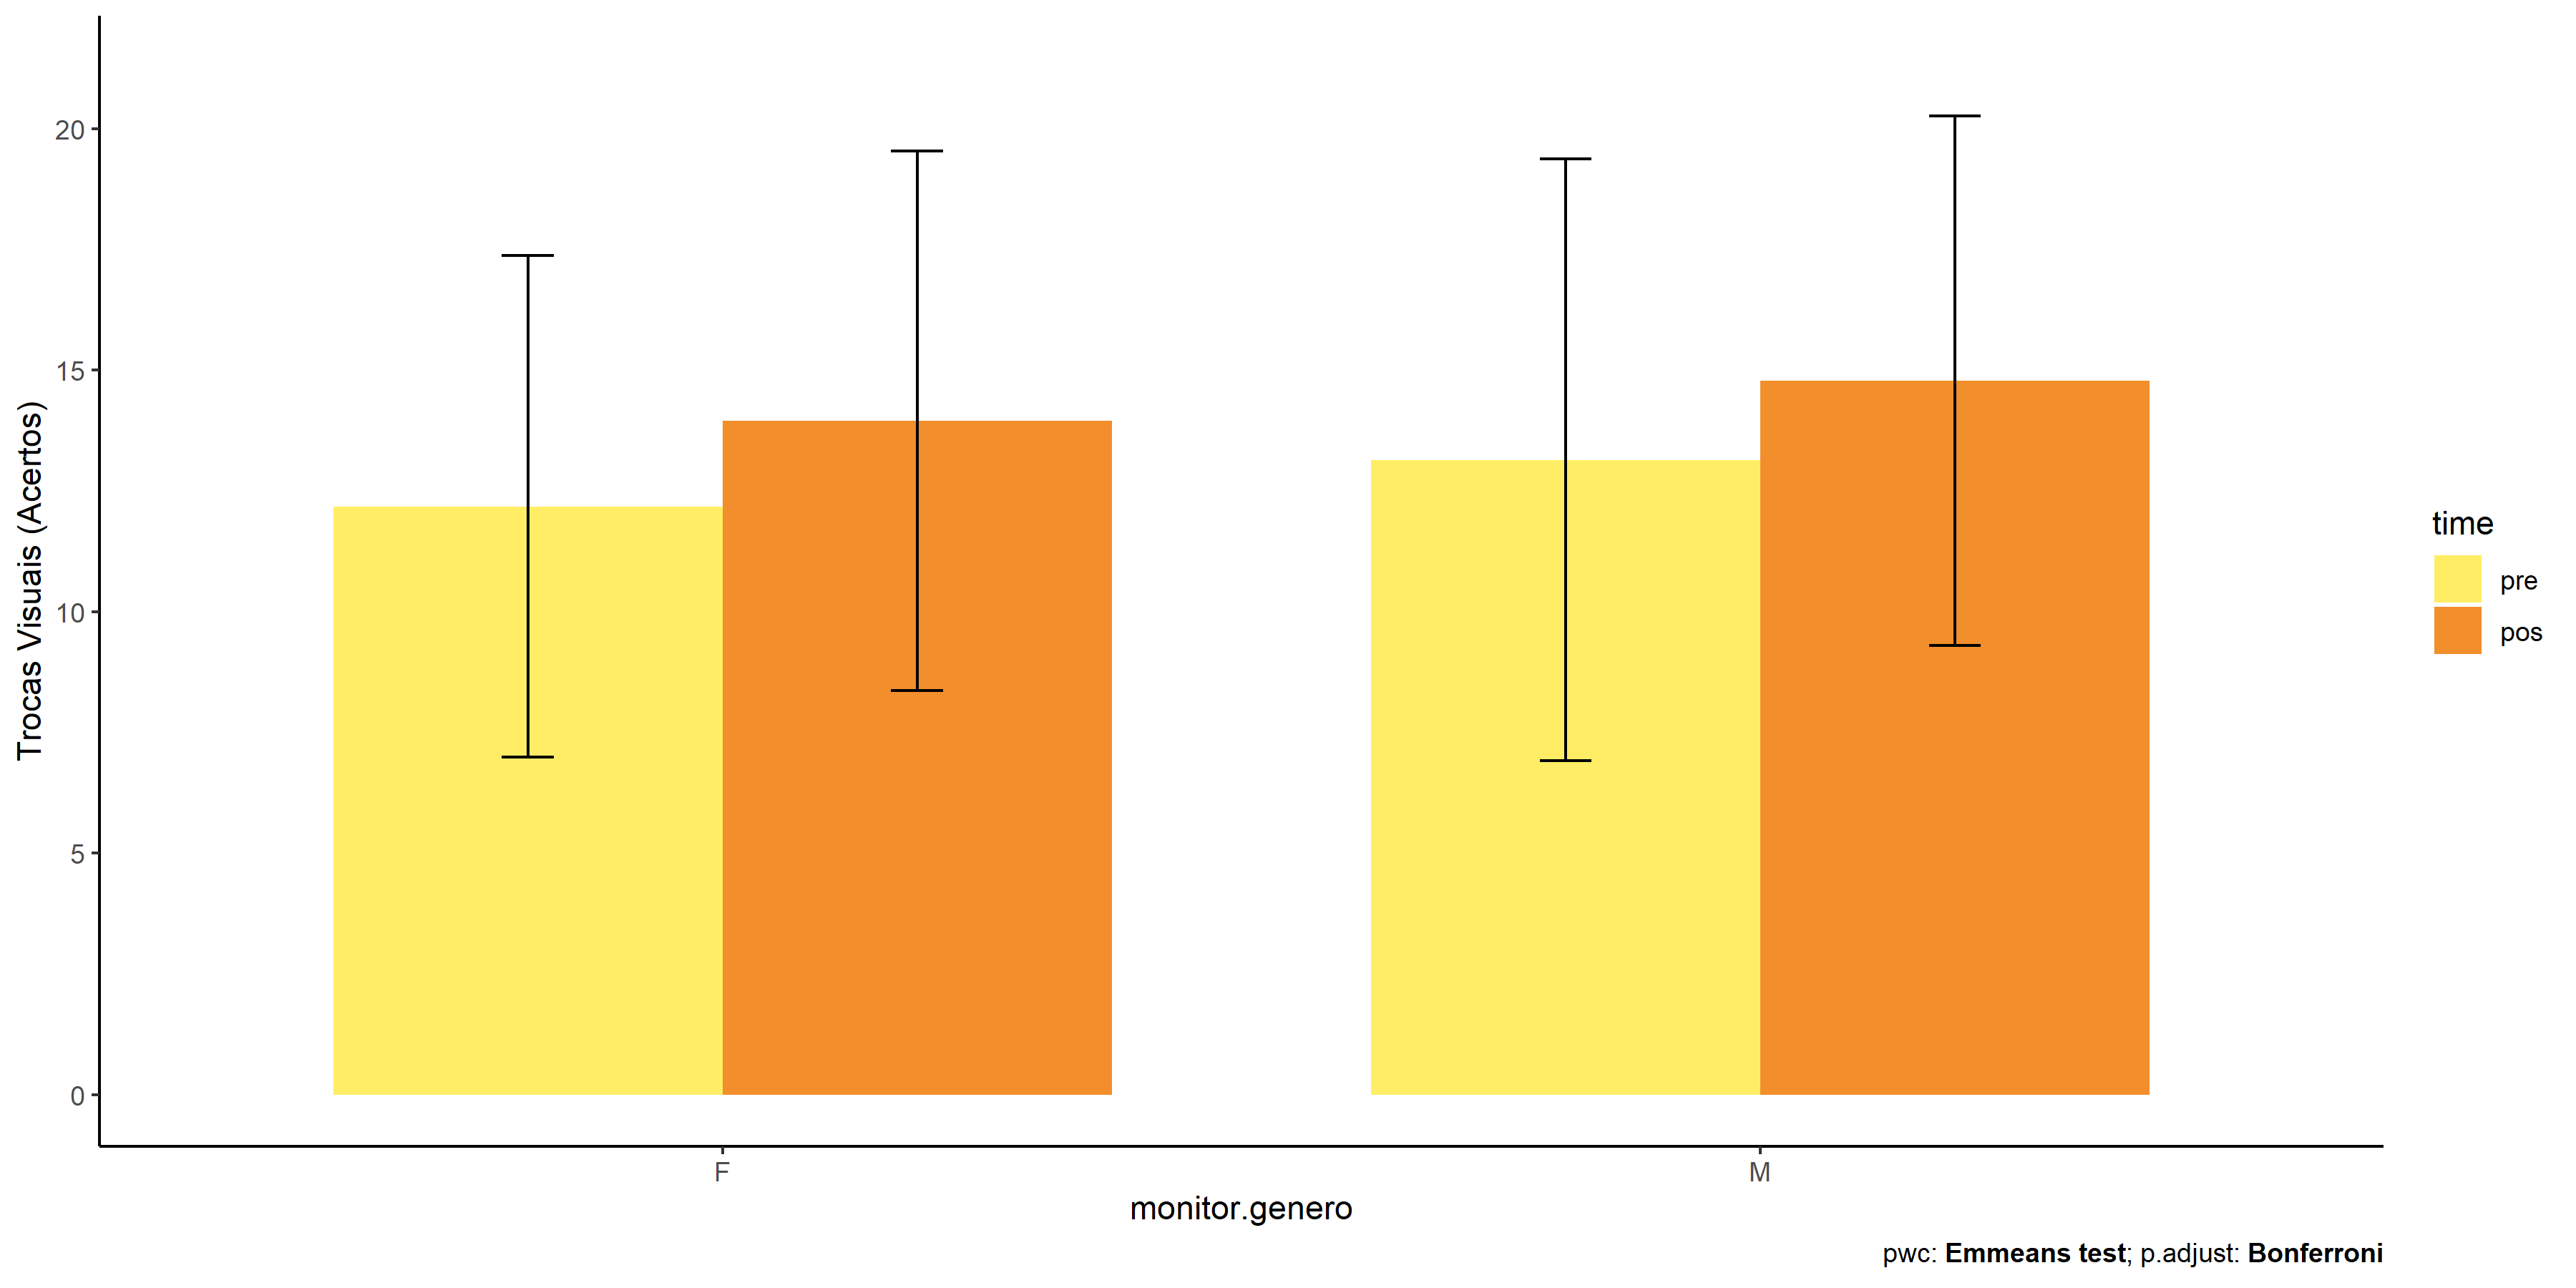 Trocas Visuais (Acertos)
20
15
10
5
0
F
M
monitor.genero
time
pre
pos
pwc: Emmeans test; p.adjust: Bonferroni